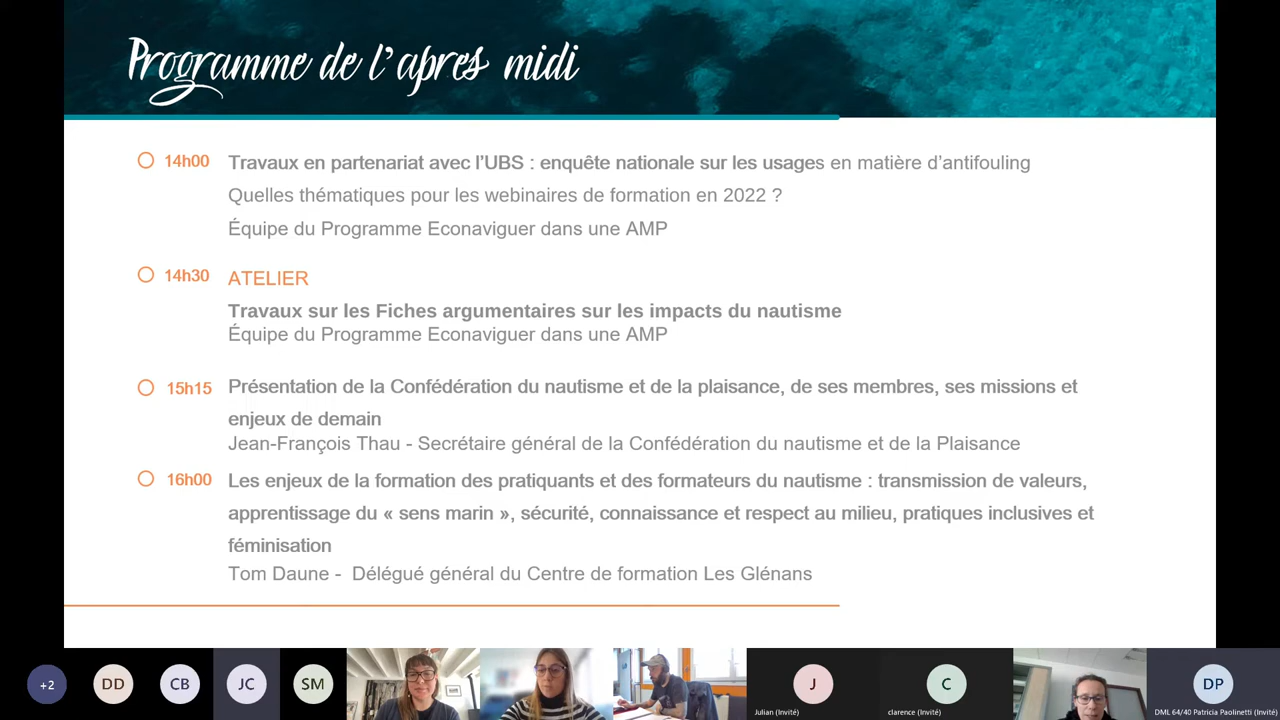 Programme de l'apres midi
14h00 Travaux en partenariat avec l'UBS : enquête nationale sur les usages en matière d'antifouling
Quelles thématiques pour les webinaires de formation en 2022 ?
Équipe du Programme Econaviguer dans une AMP
14h30 ATELIER
Travaux sur les Fiches argumentaires sur les impacts du nautisme
Équipe du Programme Econaviguer dans une AMP
15h15 Présentation de la Confédération du nautisme et de la plaisance, de ses membres, ses missions et
enjeux de demain
Jean-François Thau - Secrétaire général de la Confédération du nautisme et de la Plaisance
16h00 Les enjeux de la formation des pratiquants et des formateurs du nautisme : transmission de valeurs,
apprentissage du « sens marin », sécurité, connaissance et respect au milieu, pratiques inclusives et
féminisation
Tom Daune - Délégué général du Centre de formation Les Glénans
+2 DD CB JC SM J C DP
Julian (Invité) clarence (Invité) DML 64/40 Patricia Paolinetti (Invité)